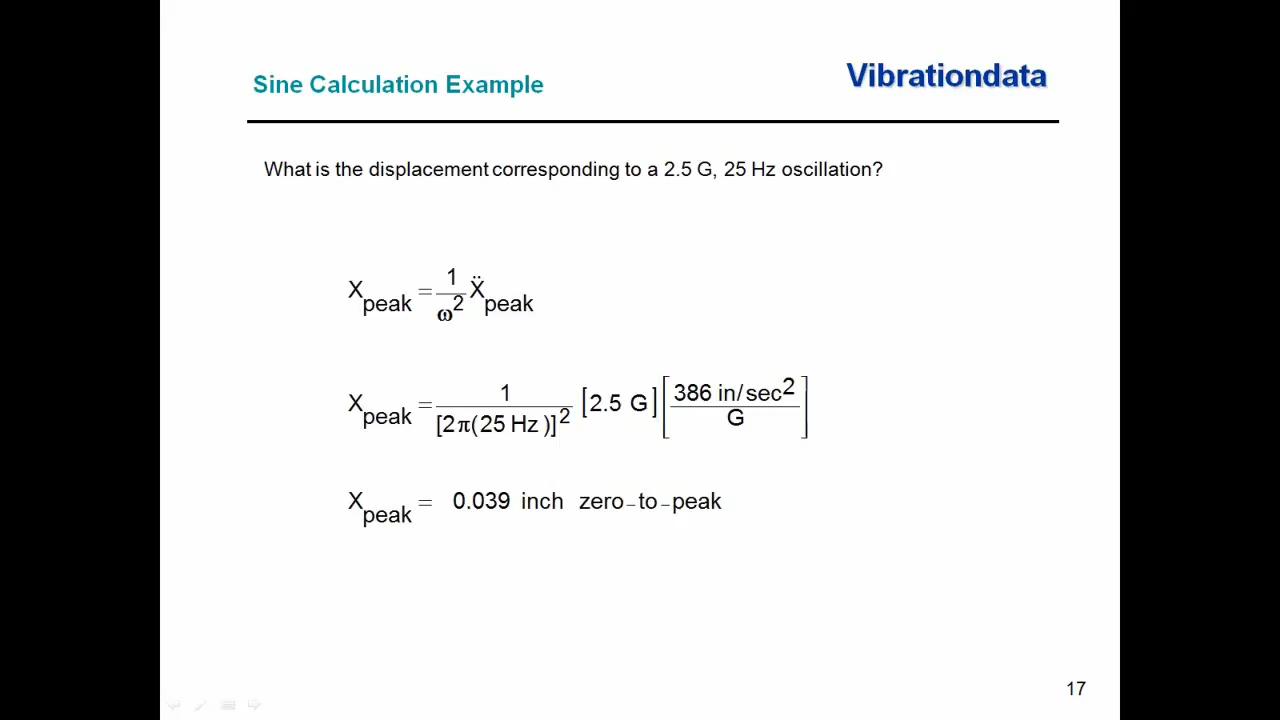 Sine Calculation Example
Vibrationdata
What is the displacement corresponding to a 2.5 G, 25 Hz oscillation?
X_peak = 1/ω² Ẍ_peak
X_peak = 1/[2π(25 Hz)]² [2.5 G] [386 in/sec²/G]
X_peak = 0.039 inch zero-to-peak
17